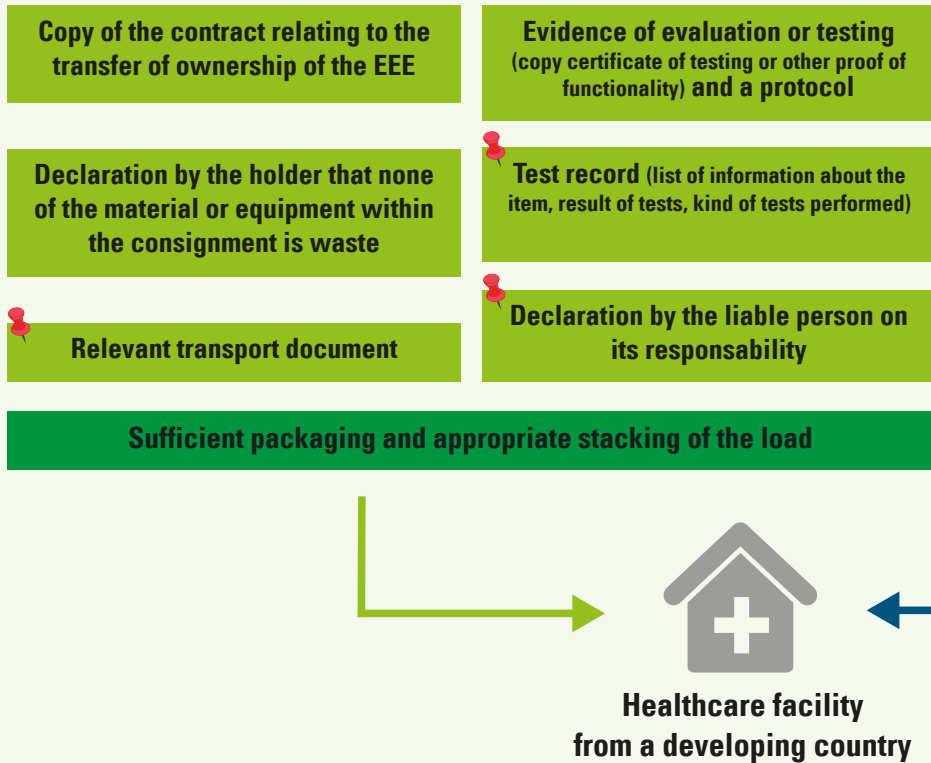 Copy of the contract relating to the
transfer of ownership of the EEE
Evidence of evaluation or testing
(copy certificate of testing or other proof of
functionality) and a protocol
Declaration by the holder that none
of the material or equipment within
the consignment is waste
Test record (list of information about the
item, result of tests, kind of tests performed)
Relevant transport document
Declaration by the liable person on
its responsability
Sufficient packaging and appropriate stacking of the load
Healthcare facility
from a developing country